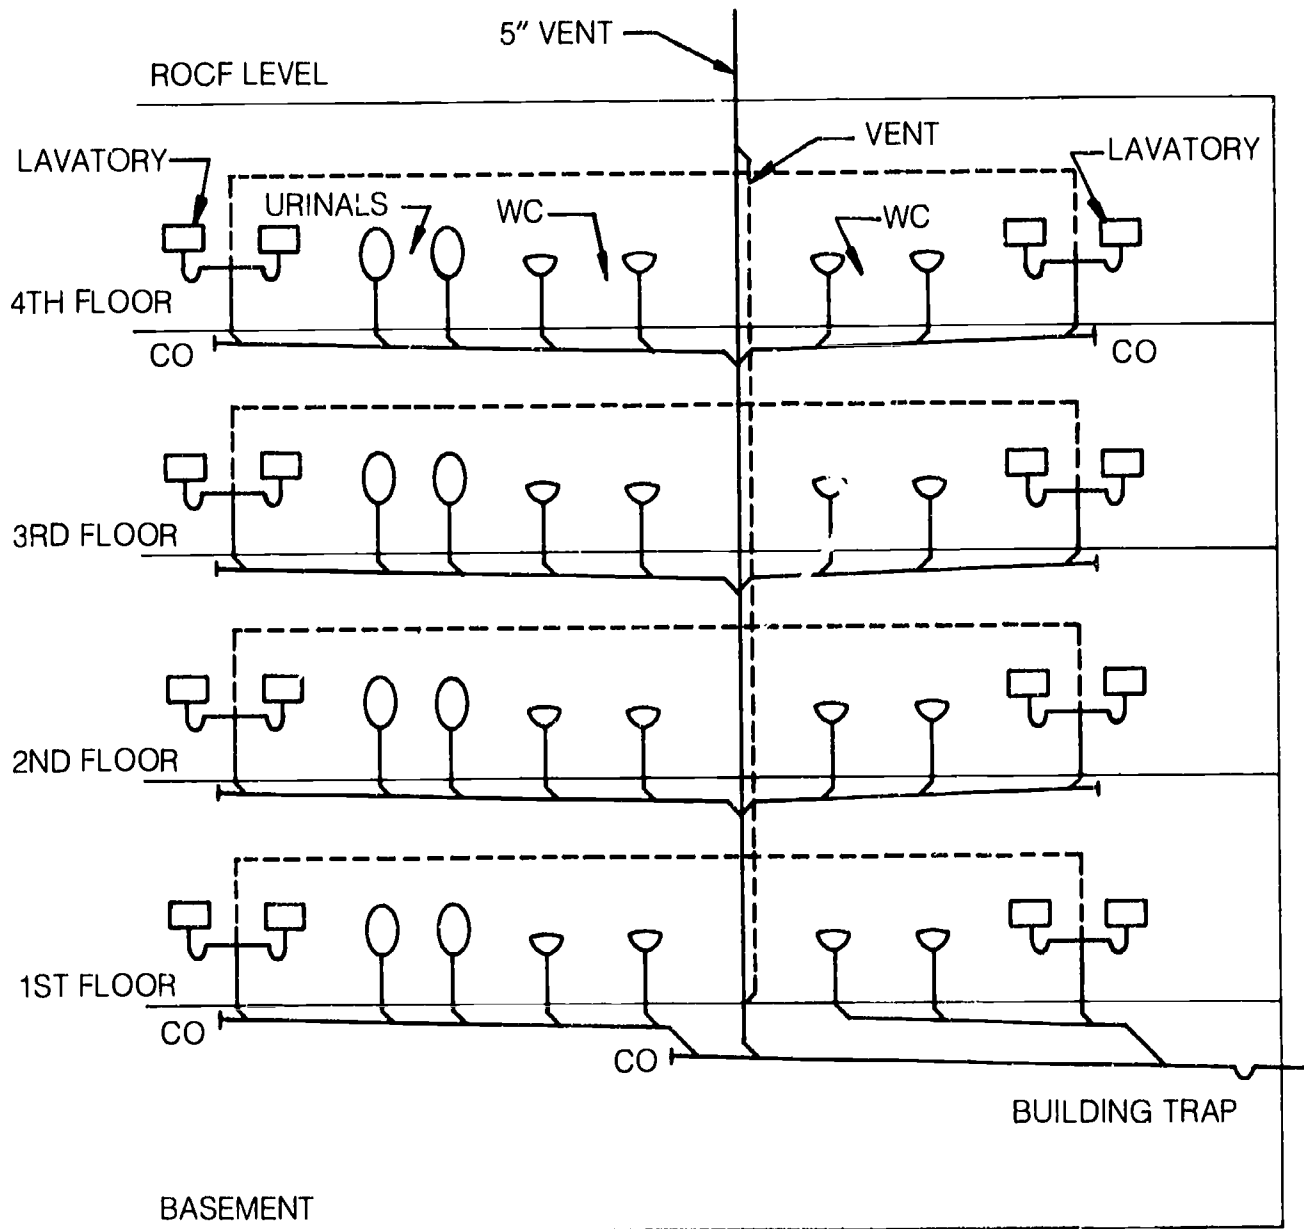 5" VENT
ROCF LEVEL
VENT
LAVATORY
LAVATORY
URINALS
WC
WC
4TH FLOOR
CO
CO
3RD FLOOR
2ND FLOOR
1ST FLOOR
CO
CO
BUILDING TRAP
BASEMENT